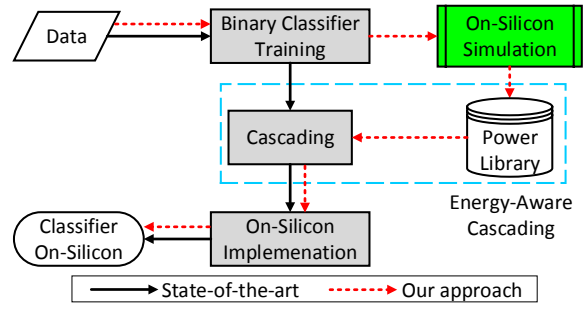 Data
Binary Classifier
Training
On-Silicon
Simulation
Cascading
Power
Library
Energy-Aware
Cascading
Classifier
On-Silicon
On-Silicon
Implemenation
State-of-the-art
Our approach